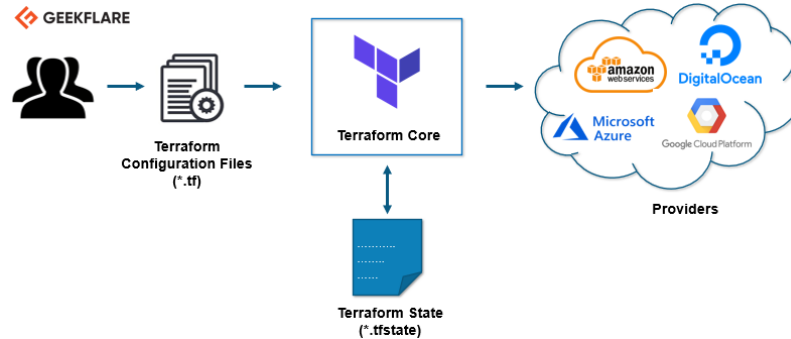 GEEKFLARE
Terraform
Configuration Files
(*.tf)
Terraform Core
Terraform State
(*.tfstate)
amazon
webservices
DigitalOcean
Microsoft
Azure
Google Cloud Platform
Providers